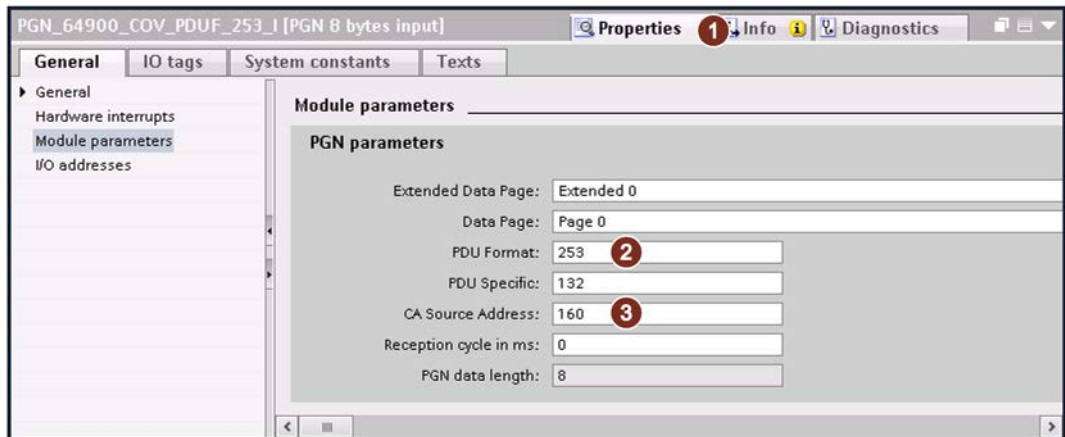 PGN_64900_COV_PDUF_253_I [PGN 8 bytes input]
Properties 1 Info Diagnostics
General IO tags System constants Texts
General
Hardware interrupts
Module parameters
I/O addresses
Module parameters
PGN parameters
Extended Data Page: Extended 0
Data Page: Page 0
PDU Format: 253 2
PDU Specific: 132
CA Source Address: 160 3
Reception cycle in ms: 0
PGN data length: 8